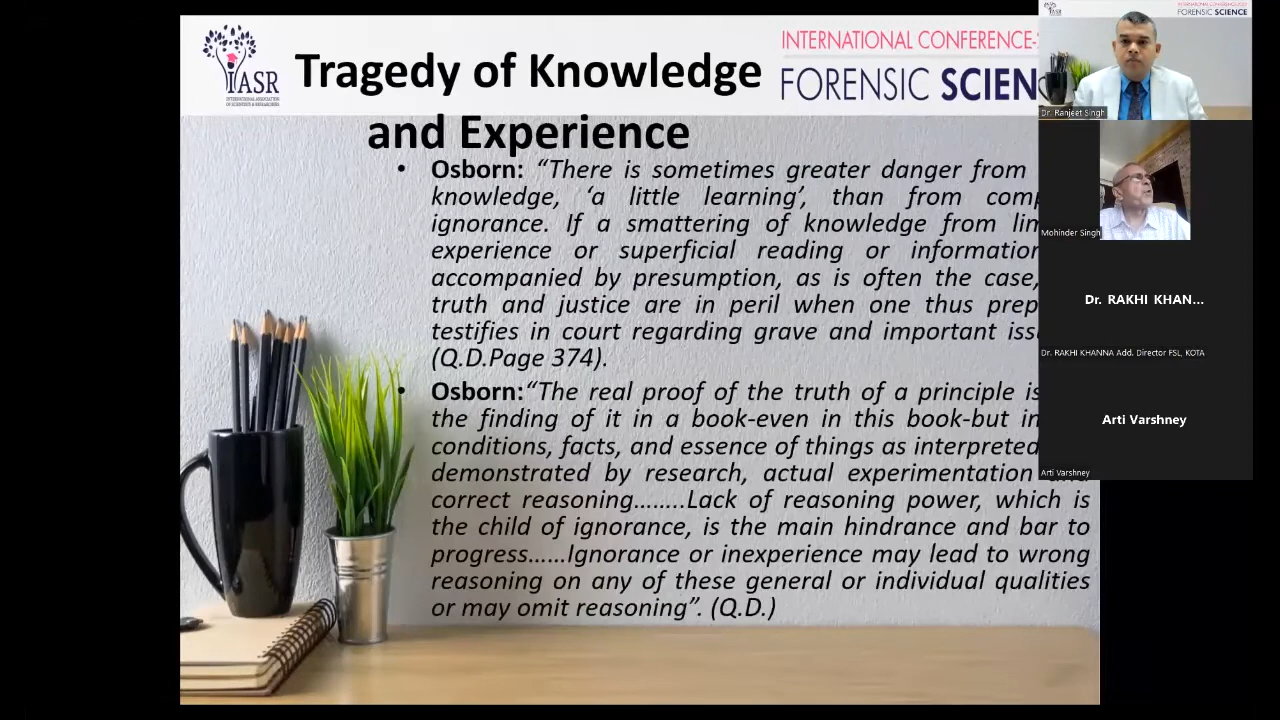 IASR
INTERNATIONAL ASSOCIATION
OF SCIENTISTS & RESEARCHERS
Tragedy of Knowledge
and Experience
INTERNATIONAL CONFERENCE-
FORENSIC SCIEN
• Osborn: “There is sometimes greater danger from
knowledge, ‘a little learning’, than from com
ignorance. If a smattering of knowledge from lim
experience or superficial reading or information
accompanied by presumption, as is often the case,
truth and justice are in peril when one thus prep
testifies in court regarding grave and important iss
(Q.D.Page 374).
• Osborn:“The real proof of the truth of a principle is
the finding of it in a book-even in this book-but in
conditions, facts, and essence of things as interpreted
demonstrated by research, actual experimentation
correct reasoning……..Lack of reasoning power, which is
the child of ignorance, is the main hindrance and bar to
progress……Ignorance or inexperience may lead to wrong
reasoning on any of these general or individual qualities
or may omit reasoning”. (Q.D.)
FORENSIC SCIENCE
Dr. Ranjeet Singh
Mohinder Singh
Dr. RAKHI KHAN...
Dr. RAKHI KHANNA Add. Director FSL, KOTA
Arti Varshney
Arti Varshney